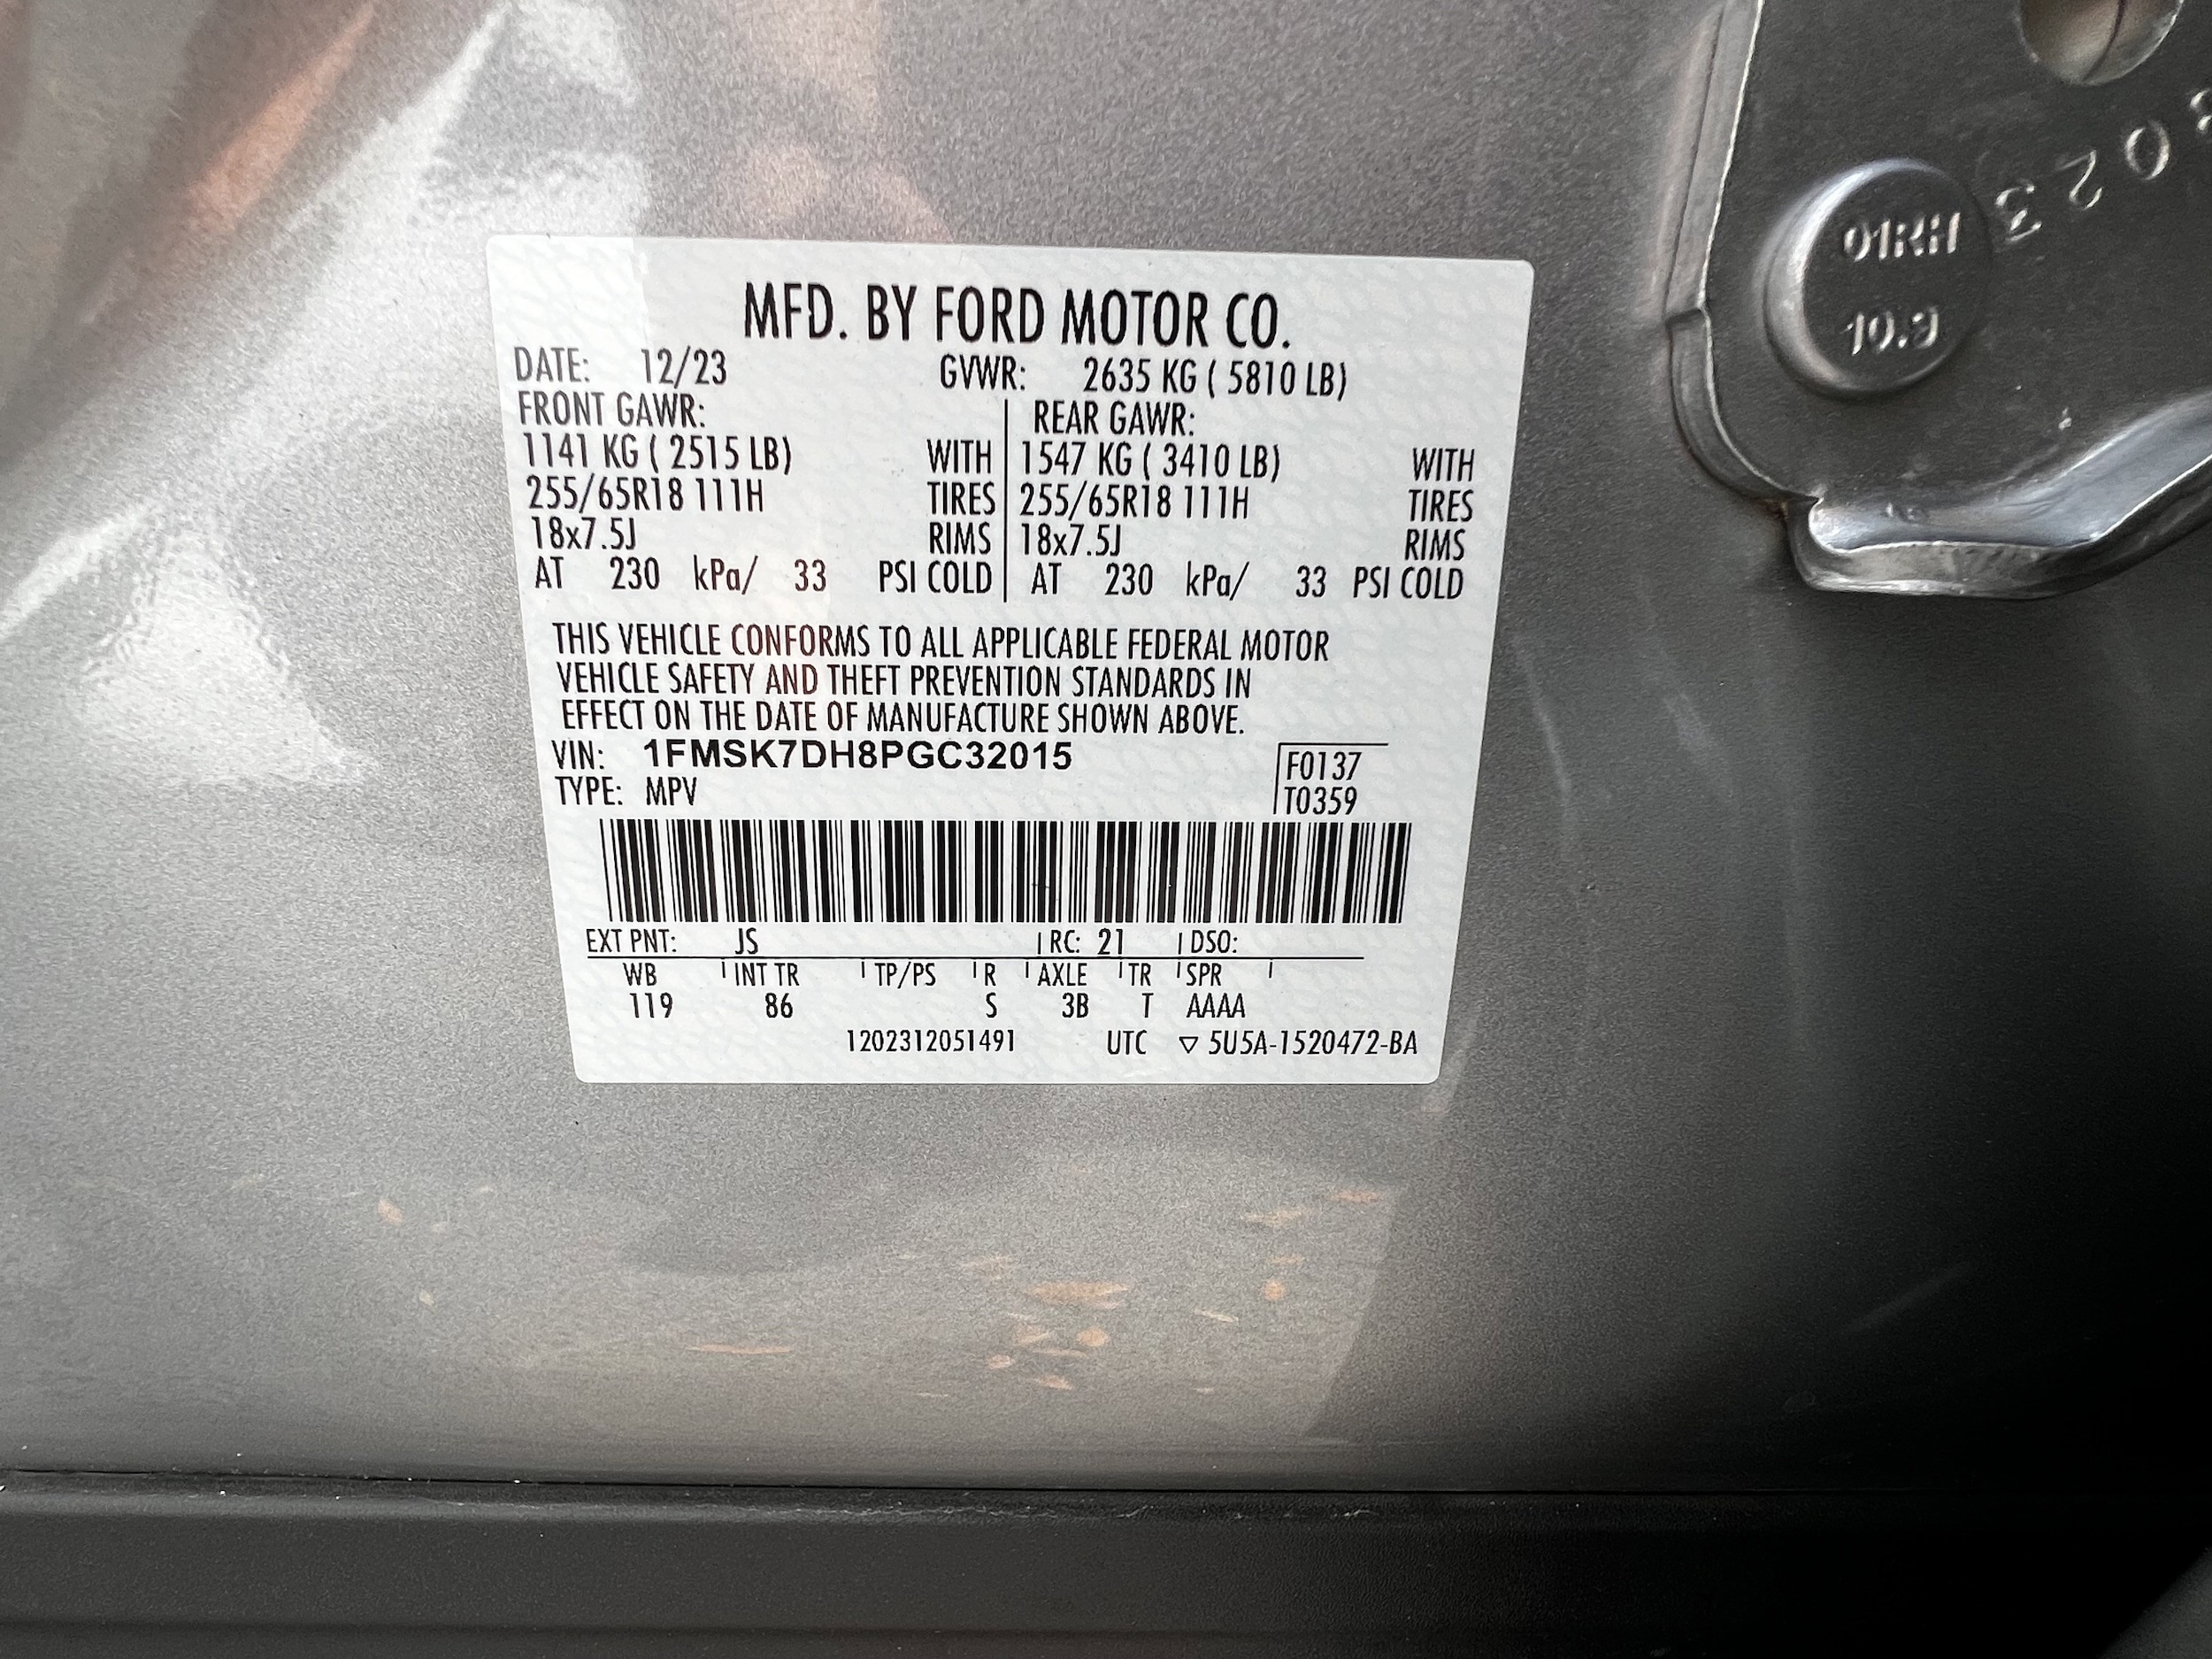 MFD. BY FORD MOTOR CO.
DATE: 12/23 GVWR: 2635 KG ( 5810 LB)
FRONT GAWR: REAR GAWR:
1141 KG ( 2515 LB) WITH 1547 KG ( 3410 LB) WITH
255/65R18 111H TIRES 255/65R18 111H TIRES
18x7.5J RIMS 18x7.5J RIMS
AT 230 kPa/ 33 PSI COLD AT 230 kPa/ 33 PSI COLD
THIS VEHICLE CONFORMS TO ALL APPLICABLE FEDERAL MOTOR
VEHICLE SAFETY AND THEFT PREVENTION STANDARDS IN
EFFECT ON THE DATE OF MANUFACTURE SHOWN ABOVE.
VIN: 1FMSK7DH8PGC32015 F0137
TYPE: MPV T0359
EXT PNT: JS RC: 21 DSO:
WB INT TR TP/PS R AXLE TR SPR
119 86 S 3B T AAAA
1202312051491 UTC ▽ 5U5A-1520472-BA
01RH
10.9